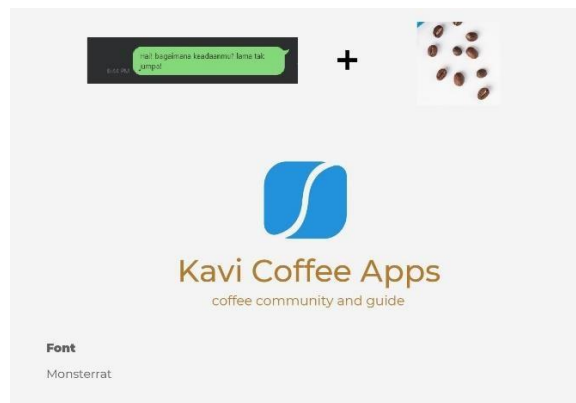 Hai! bagaimana keadaanmu? lama tak
jumpa!
+
Kavi Coffee Apps
coffee community and guide
Font
Monsterrat